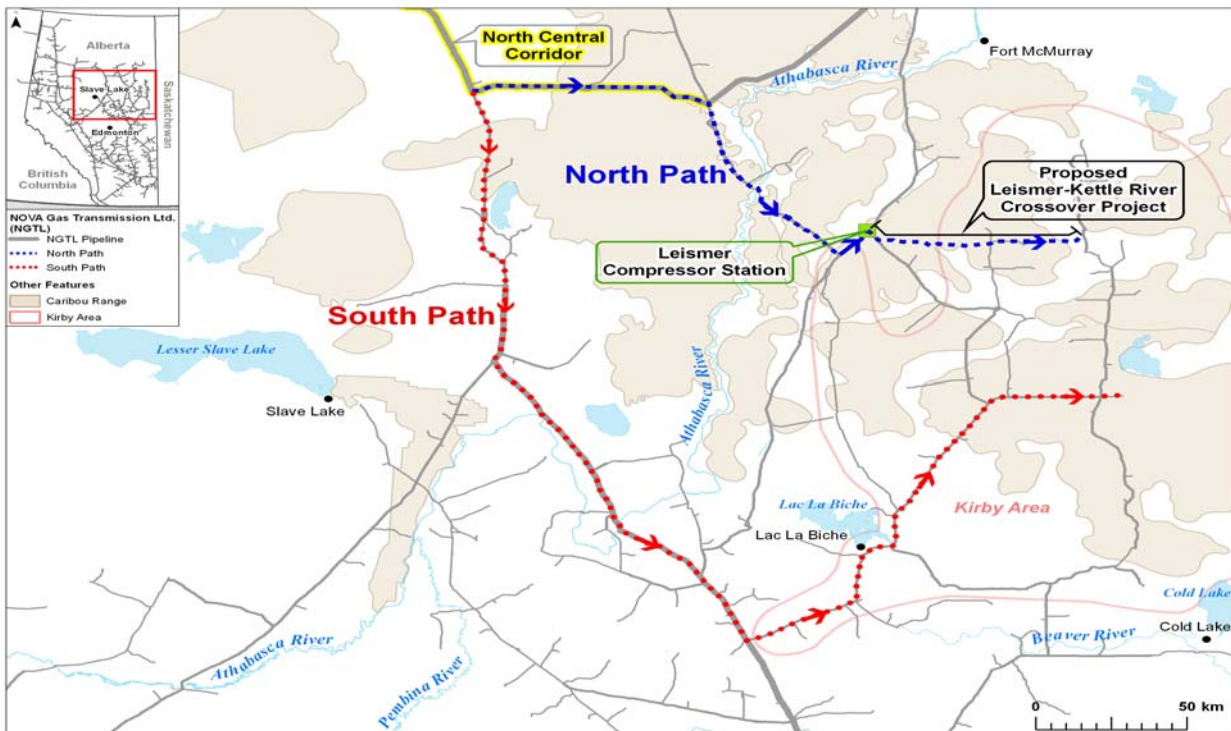 Alberta
Slave Lake
Edmonton
Saskatchewan
British
Columbia
NOVA Gas Transmission Ltd.
(NGTL)
NGTL Pipeline
North Path
South Path
Other Features
Caribou Range
Kirby Area
North Central
Corridor
Fort McMurray
Athabasca River
North Path
Proposed
Leismer-Kettle River
Crossover Project
Leismer
Compressor Station
South Path
Lesser Slave Lake
Slave Lake
Athabasca River
Lac La Biche
Lac La Biche
Kirby Area
Cold Lake
Cold Lake
Beaver River
Athabasca River
Pembina River
0 50 km